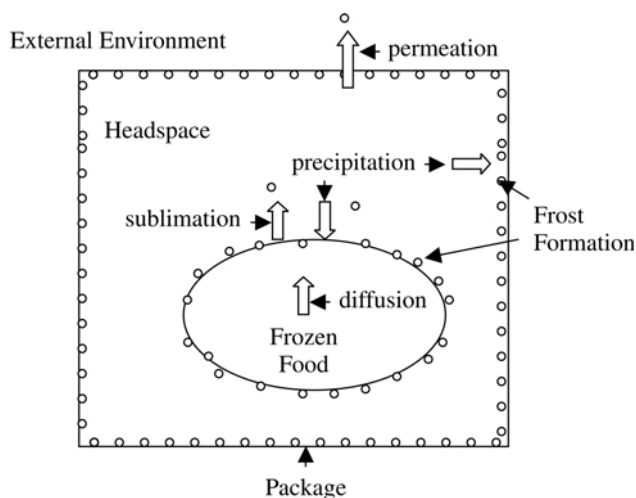 permeation
External Environment
Headspace
precipitation
sublimation
Frost
Formation
diffusion
Frozen
Food
Package